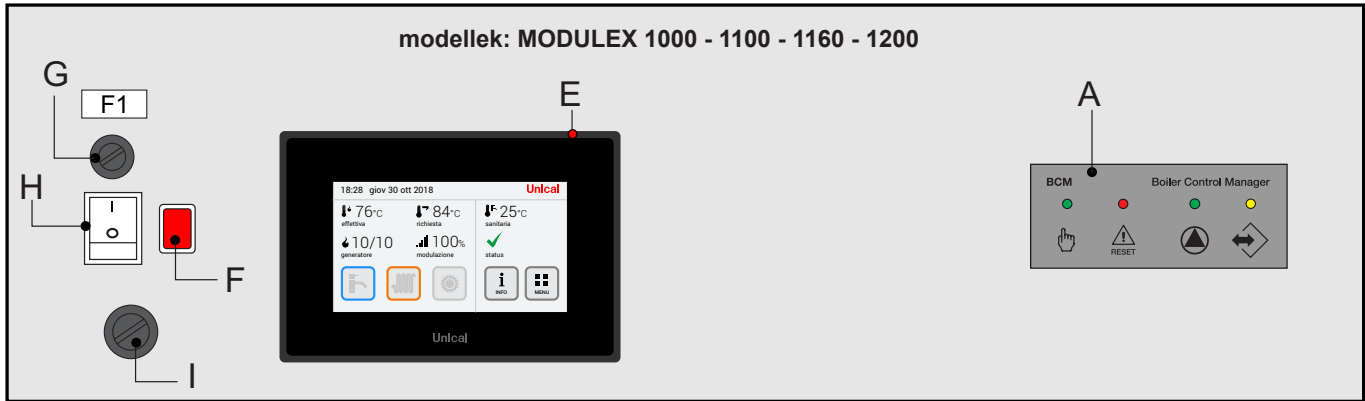 modellek: MODULEX 1000 - 1100 - 1160 - 1200
G
F1
E
A
H
F
I
I
O
18:28 giov 30 ott 2018
Unical
76°C
effettiva
84°C
richiesta
25°C
sanitaria
10/10
generatore
100%
modulazione
status
i
INFO
MENU
Unical
BCM
Boiler Control Manager
RESET